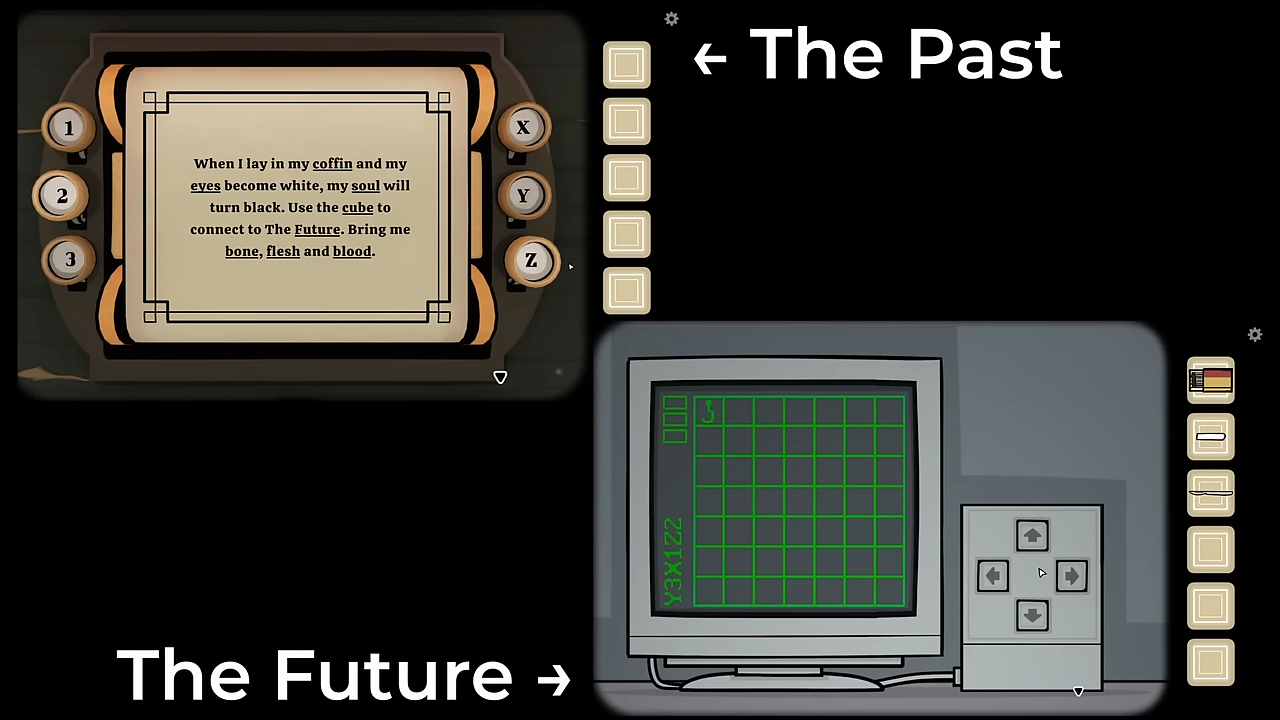 ← The Past
1
2
3
X
Y
Z
When I lay in my coffin and my
eyes become white, my soul will
turn black. Use the cube to
connect to The Future. Bring me
bone, flesh and blood.
Y3X1Z2
The Future →